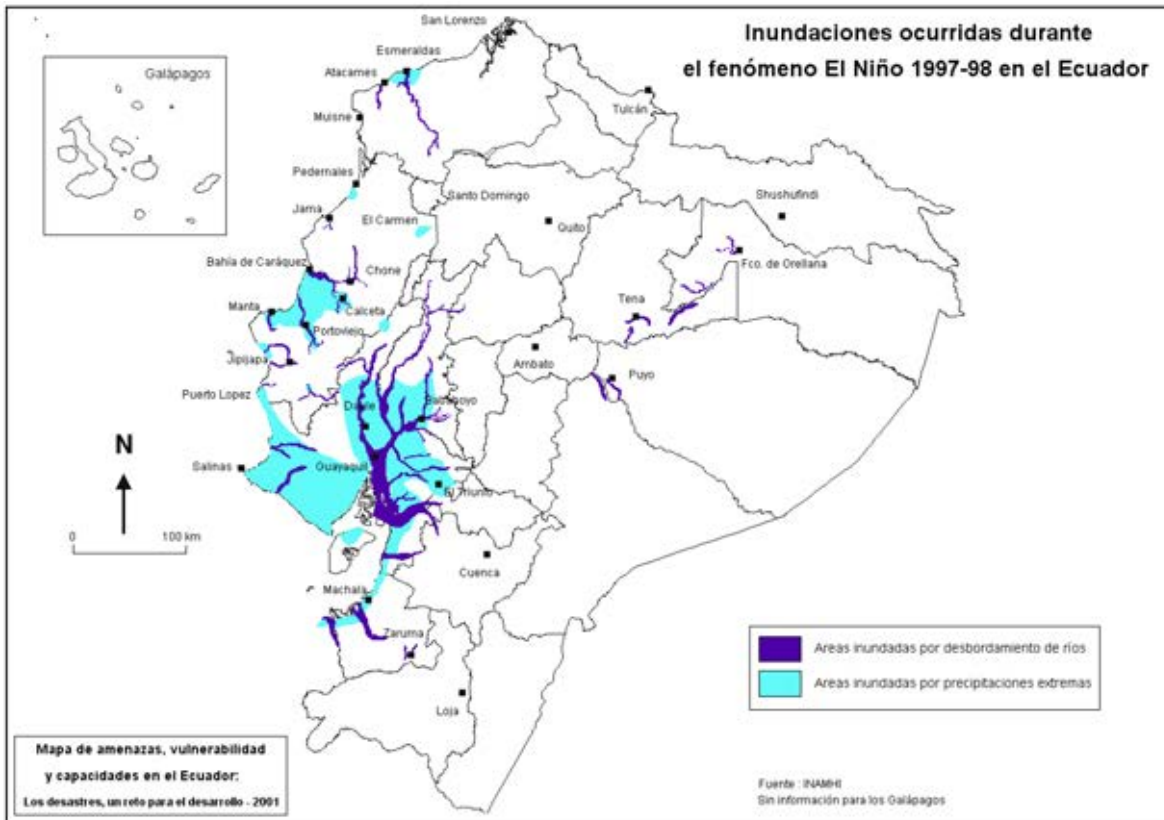 Inundaciones ocurridas durante
el fenómeno El Niño 1997-98 en el Ecuador
Galápagos
San Lorenzo
Esmeraldas
Atacames
Tulcán
Muisne
Pedernales
Santo Domingo
Shushufindi
Jama
El Carmen
Quito
Fco. de Orellana
Bahía de Caráquez
Chone
Manta
Calceta
Tena
Portoviejo
Jipijapa
Ambato
Puyo
Puerto Lopez
Daule
Babahoyo
N
Salinas
Guayaquil
El Triunfo
0 100 km
Cuenca
Machala
Zaruma
Loja
Areas inundadas por desbordamiento de ríos
Areas inundadas por precipitaciones extremas
Mapa de amenazas, vulnerabilidad
y capacidades en el Ecuador:
Los desastres, un reto para el desarrollo - 2001
Fuente : INAMHI
Sin información para los Galápagos